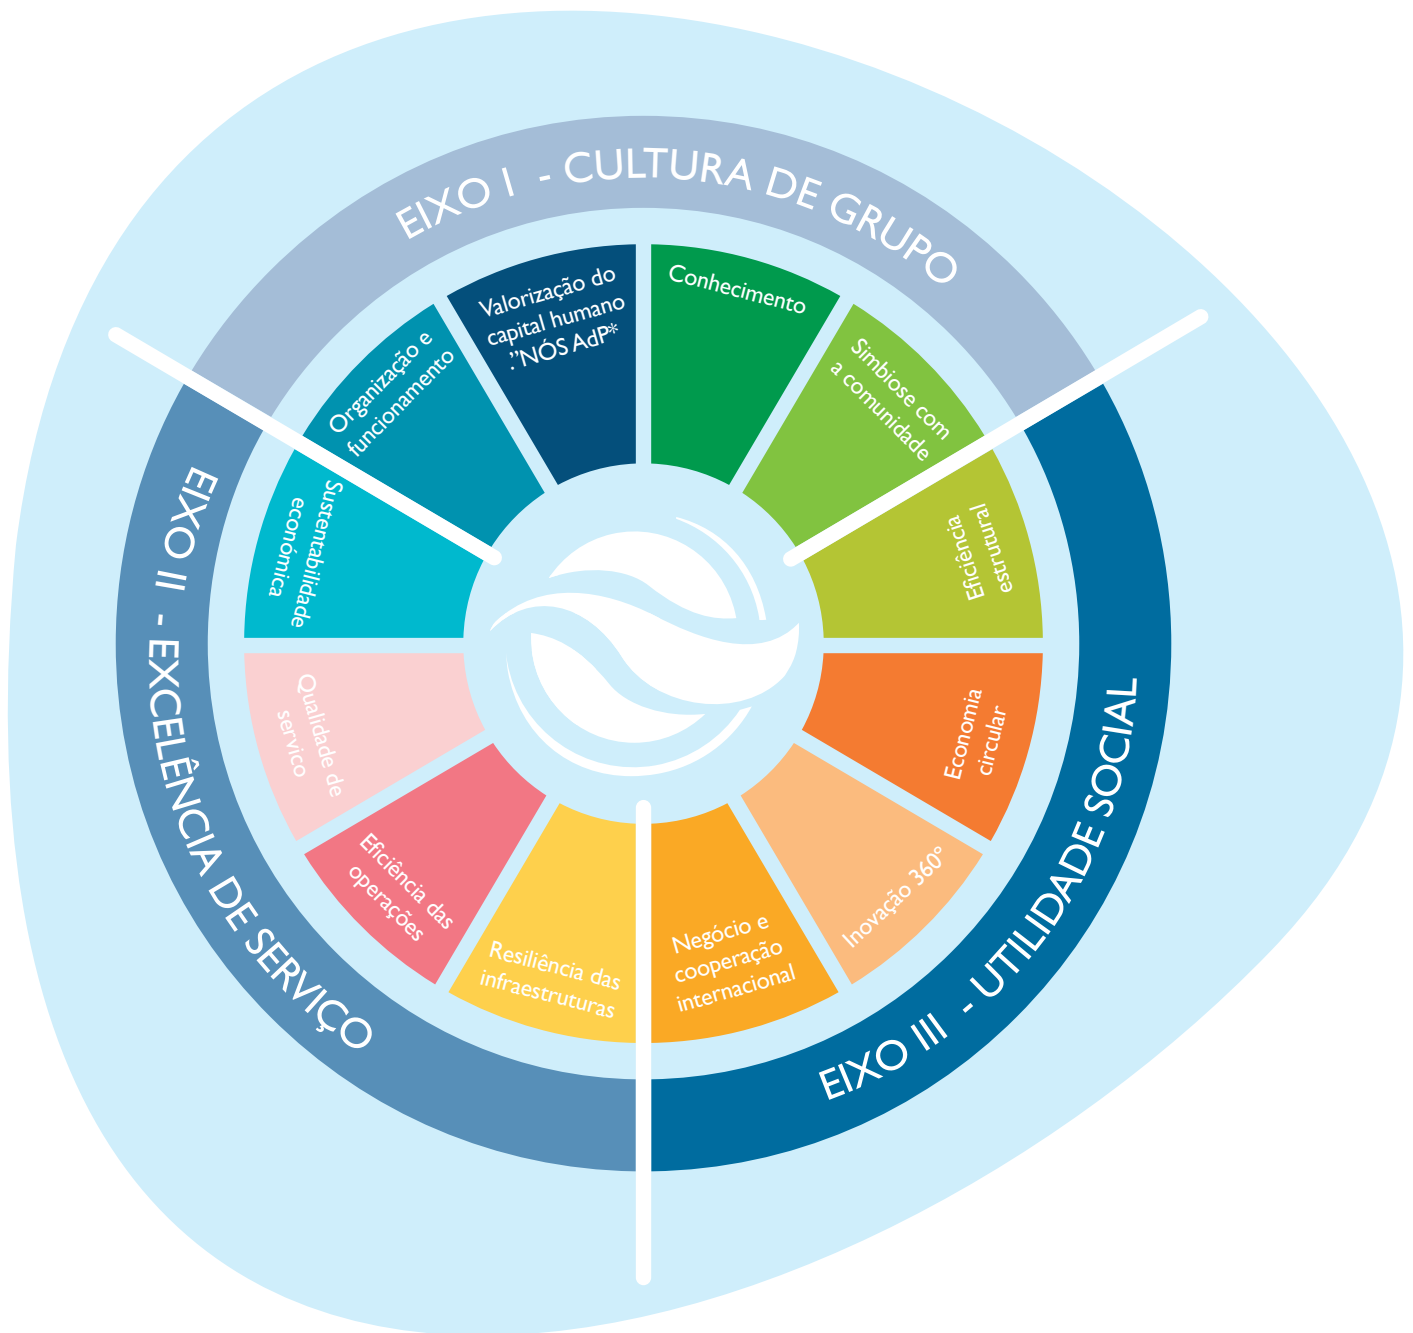 EIXO I - CULTURA DE GRUPO
Organização e
funcionamento
Valorização do
capital humano
.”NÓS AdP*
Conhecimento
Simbiose com
a comunidade
EIXO II - EXCELÊNCIA DE SERVIÇO
Sustentabilidade
económica
Qualidade de
servico
Eficiência das
operações
Resiliência das
infraestruturas
EIXO III - UTILIDADE SOCIAL
Eficiência
estrutural
Economia
circular
Inovação 360°
Negócio e
cooperação
internacional